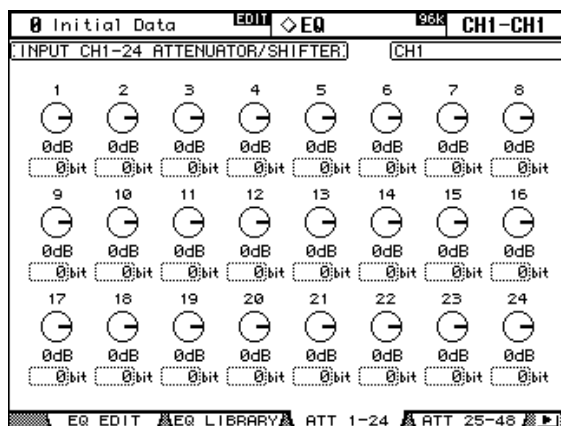 0 Initial Data EDIT ◇EQ 96k CH1-CH1
INPUT CH1-24 ATTENUATOR/SHIFTER CH1
1 2 3 4 5 6 7 8
0dB 0dB 0dB 0dB 0dB 0dB 0dB 0dB
0bit 0bit 0bit 0bit 0bit 0bit 0bit 0bit
9 10 11 12 13 14 15 16
0dB 0dB 0dB 0dB 0dB 0dB 0dB 0dB
0bit 0bit 0bit 0bit 0bit 0bit 0bit 0bit
17 18 19 20 21 22 23 24
0dB 0dB 0dB 0dB 0dB 0dB 0dB 0dB
0bit 0bit 0bit 0bit 0bit 0bit 0bit 0bit
EQ EDIT EQ LIBRARY ATT 1-24 ATT 25-48